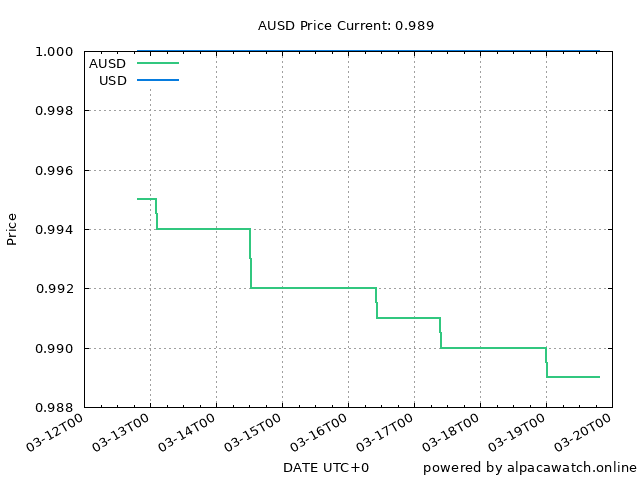 AUSD Price Current: 0.989
1.000
AUSD
USD
0.998
0.996
0.994
Price
0.992
0.990
0.988
03-12T00
03-13T00
03-14T00
03-15T00
03-16T00
03-17T00
03-18T00
03-19T00
03-20T00
DATE UTC+0
powered by alpacawatch.online